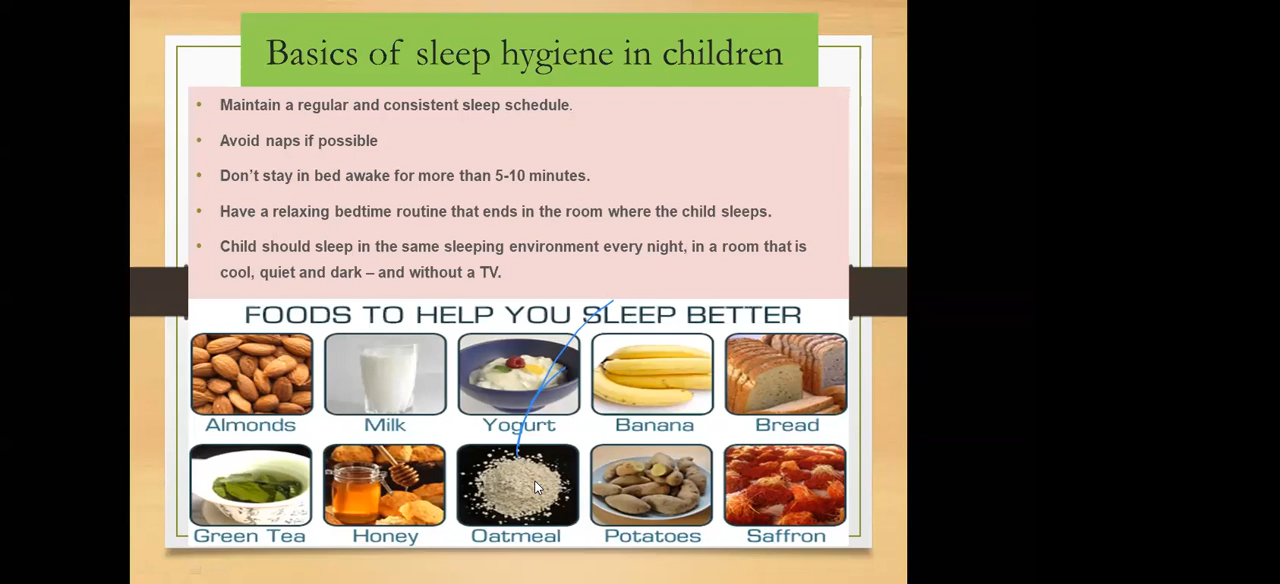 Basics of sleep hygiene in children
• Maintain a regular and consistent sleep schedule.
• Avoid naps if possible
• Don't stay in bed awake for more than 5-10 minutes.
• Have a relaxing bedtime routine that ends in the room where the child sleeps.
• Child should sleep in the same sleeping environment every night, in a room that is
cool, quiet and dark – and without a TV.
FOODS TO HELP YOU SLEEP BETTER
Almonds Milk Yogurt Banana Bread
Green Tea Honey Oatmeal Potatoes Saffron